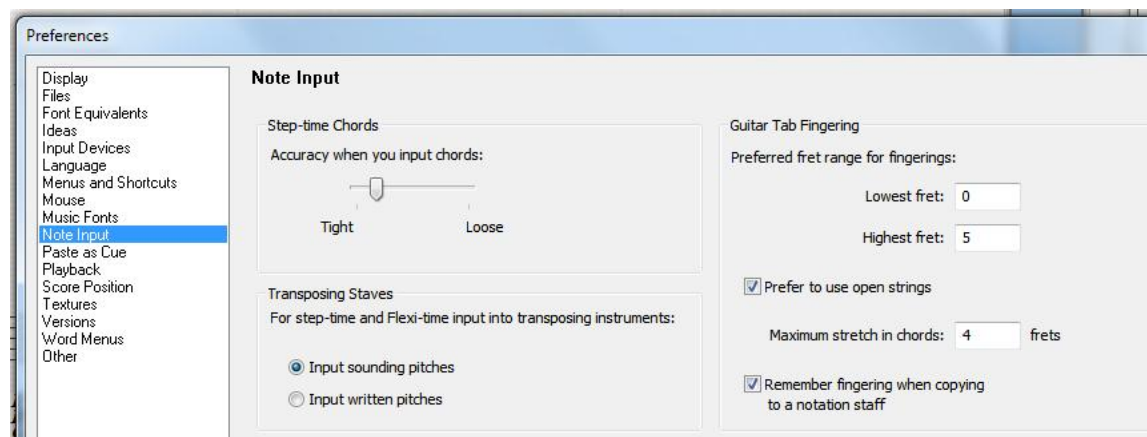 Preferences
Display
Files
Font Equivalents
Ideas
Input Devices
Language
Menus and Shortcuts
Mouse
Music Fonts
Note Input
Paste as Cue
Playback
Score Position
Textures
Versions
Word Menus
Other
Note Input
Step-time Chords
Accuracy when you input chords:
Tight Loose
Transposing Staves
For step-time and Flexi-time input into transposing instruments:
Input sounding pitches
Input written pitches
Guitar Tab Fingering
Preferred fret range for fingerings:
Lowest fret: 0
Highest fret: 5
Prefer to use open strings
Maximum stretch in chords: 4 frets
Remember fingering when copying
to a notation staff